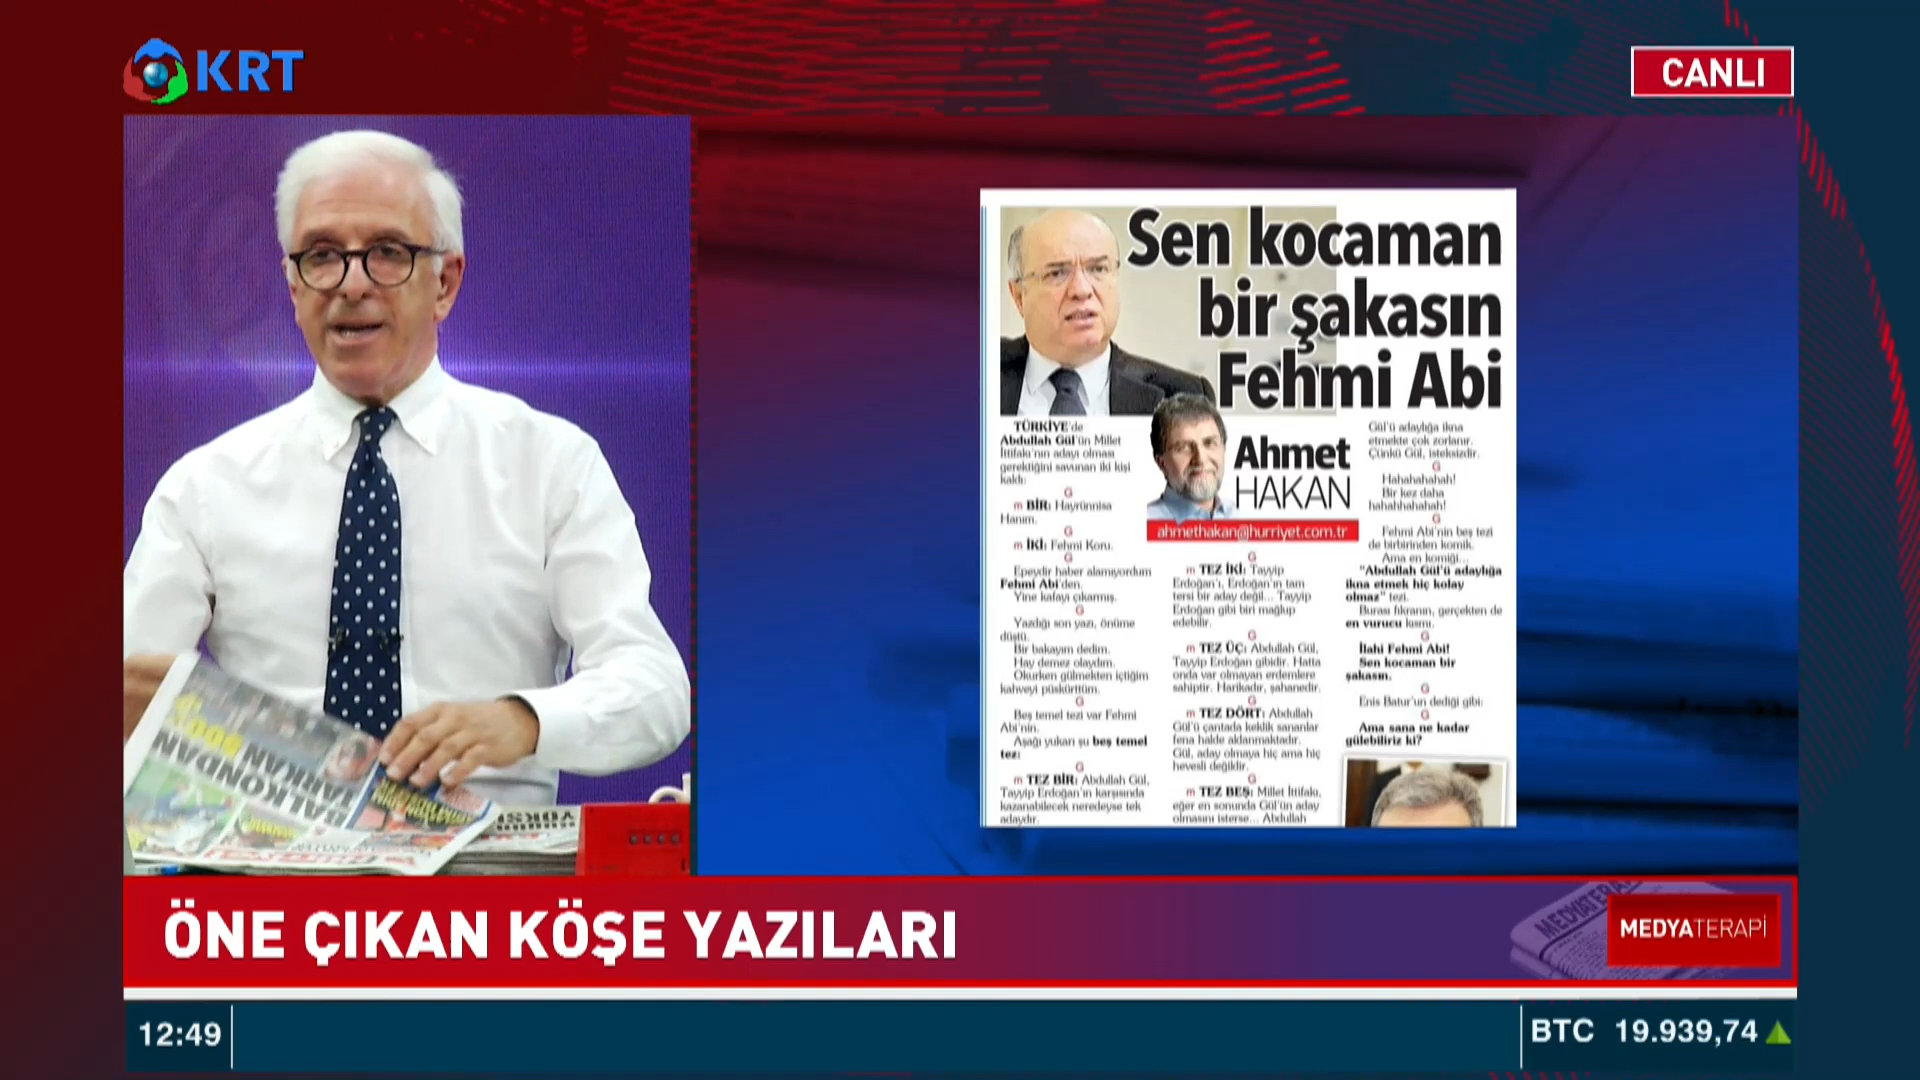 KRT
CANLI
Sen kocaman
bir şakasın
Fehmi Abi
Ahmet
HAKAN
ahmethakan@hurriyet.com.tr
TÜRKİYE'de
Abdullah Gül'ün Millet
İttifakı'nın adayı olması
gerektiğini savunan iki kişi
kaldı:
G
m BİR: Hayrünnisa
Hanım.
G
m İKİ: Fehmi Koru.
G
Epeydir haber alamıyordum
Fehmi Abi'den.
Yine kafayı çıkarmış.
G
Yazdığı son yazı, önüme
düştü.
Bir bakayım dedim.
Hay demez olaydım.
Okurken gülmekten içtiğim
kahveyi püskürttüm.
G
Beş temel tezi var Fehmi
Abi'nin.
Aşağı yukarı şu beş temel
tez:
G
m TEZ BİR: Abdullah Gül,
Tayyip Erdoğan'ın karşısında
kazanabilecek neredeyse tek
adaydır.
G
m TEZ İKİ: Tayyip
Erdoğan'ı, Erdoğan'ın tam
tersi bir aday değil... Tayyip
Erdoğan gibi biri mağlup
edebilir.
G
m TEZ ÜÇ: Abdullah Gül,
Tayyip Erdoğan gibidir. Hatta
onda var olmayan erdemlere
sahiptir. Harikadır, şahanedir.
G
m TEZ DÖRT: Abdullah
Gül'ü çantada keklik sananlar
fena halde aldanmaktadır.
Gül, aday olmaya hiç ama hiç
hevesli değildir.
G
m TEZ BEŞ: Millet İttifakı,
eğer en sonunda Gül'ün aday
olmasını isterse... Abdullah
Gül'ü adaylığa ikna
etmekte çok zorlanır.
Çünkü Gül, isteksizdir.
G
Hahahahahah!
Bir kez daha
hahahhahahah!
G
Fehmi Abi'nin beş tezi
de birbirinden komik.
Ama en komiği...
"Abdullah Gül'ü adaylığa
ikna etmek hiç kolay
olmaz" tezi.
Burası fıkranın, gerçekten de
en vurucu kısmı.
G
İlahi Fehmi Abi!
Sen kocaman bir
şakasın.
G
Enis Batur'un dediği gibi:
G
Ama sana ne kadar
gülebiliriz ki?
BALKONDAN
TARKAN
ÖNE ÇIKAN KÖŞE YAZILARI
MEDYATERAPİ
12:49
BTC 19.939,74